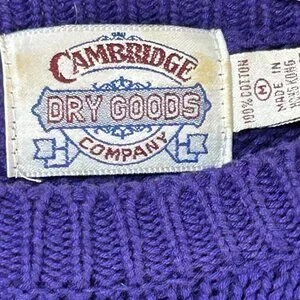 CAMBRIDGE
DRY GOODS
COMPANY
100% COTTON
M
MADE IN
HONG KONG